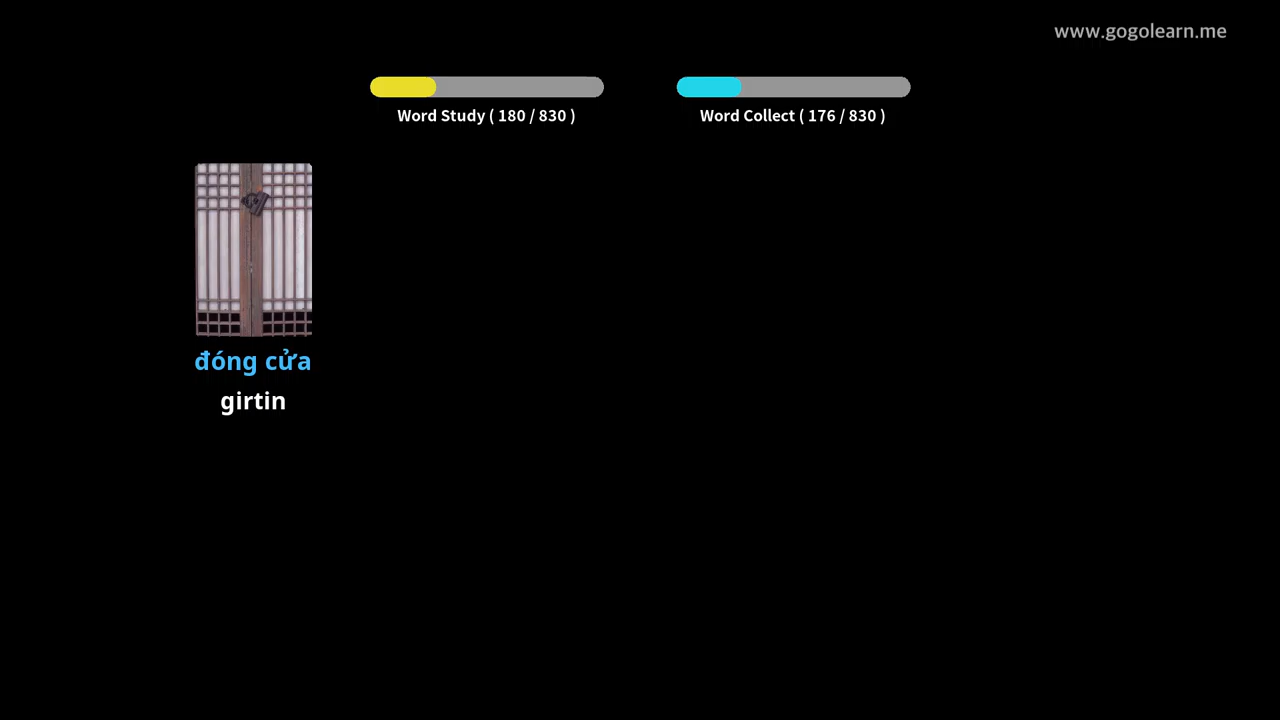 www.gogolearn.me
Word Study ( 180 / 830 )
Word Collect ( 176 / 830 )
đóng cửa
girtin